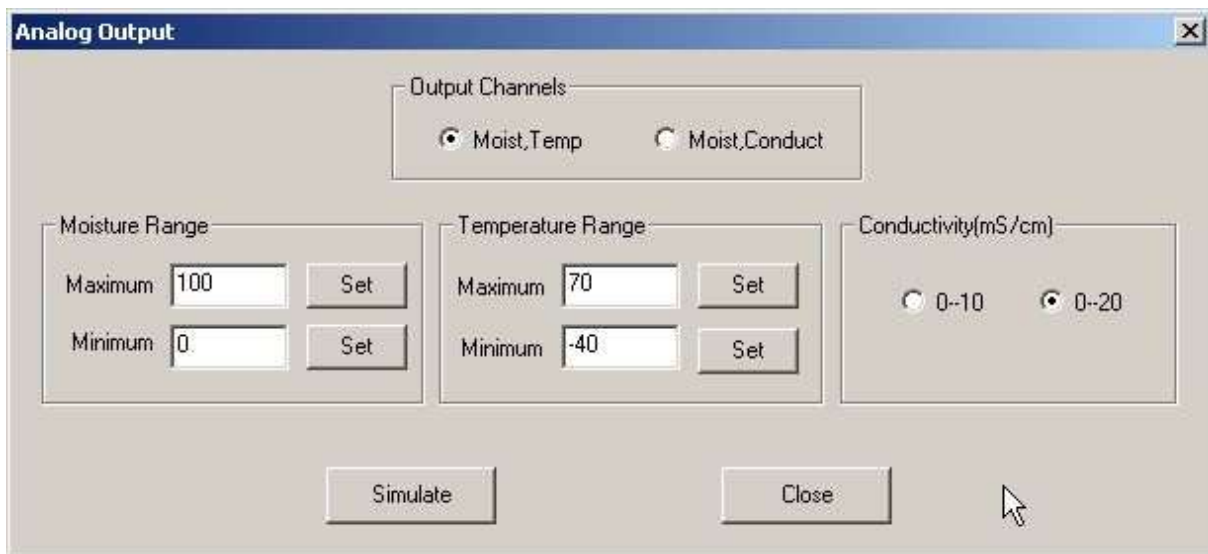 Analog Output
Output Channels
Moist,Temp Moist,Conduct
Moisture Range
Maximum 100 Set
Minimum 0 Set
Temperature Range
Maximum 70 Set
Minimum -40 Set
Conductivity(mS/cm)
0--10 0--20
Simulate Close